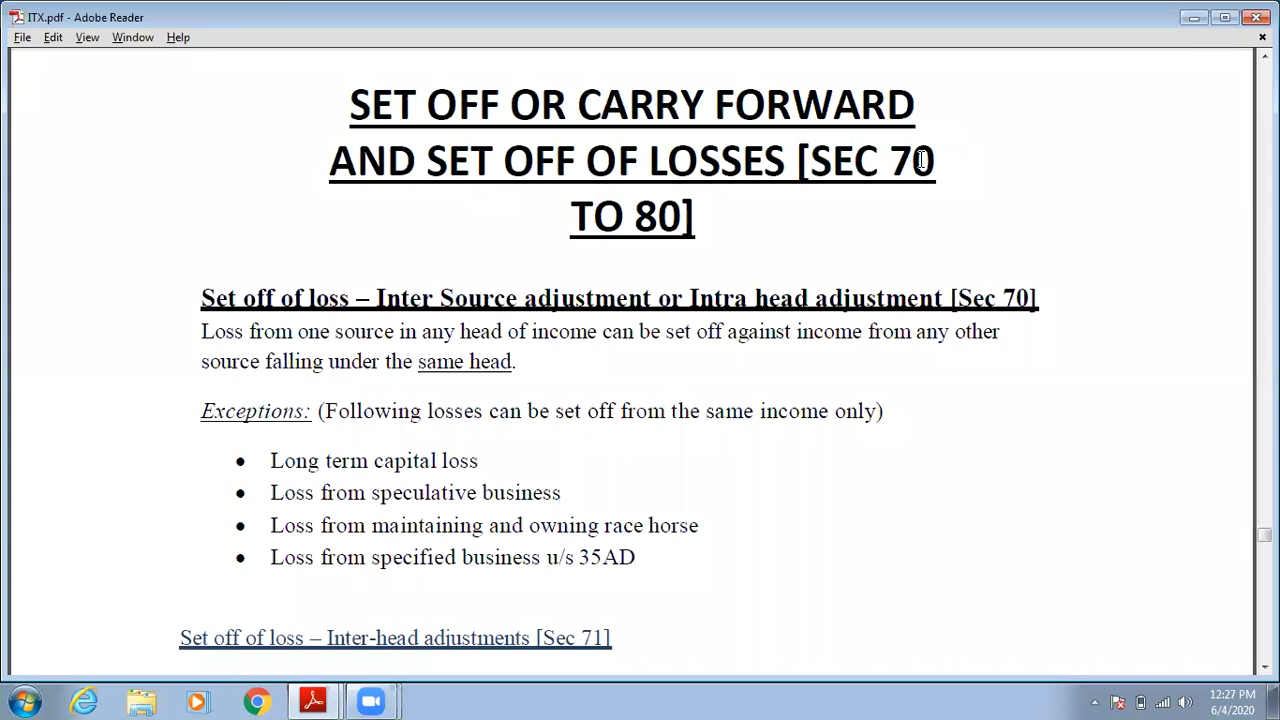 ITX.pdf - Adobe Reader
File Edit View Window Help
SET OFF OR CARRY FORWARD
AND SET OFF OF LOSSES [SEC 70
TO 80]
Set off of loss – Inter Source adjustment or Intra head adjustment [Sec 70]
Loss from one source in any head of income can be set off against income from any other
source falling under the same head.
Exceptions: (Following losses can be set off from the same income only)
• Long term capital loss
• Loss from speculative business
• Loss from maintaining and owning race horse
• Loss from specified business u/s 35AD
Set off of loss – Inter-head adjustments [Sec 71]
12:27 PM
6/4/2020